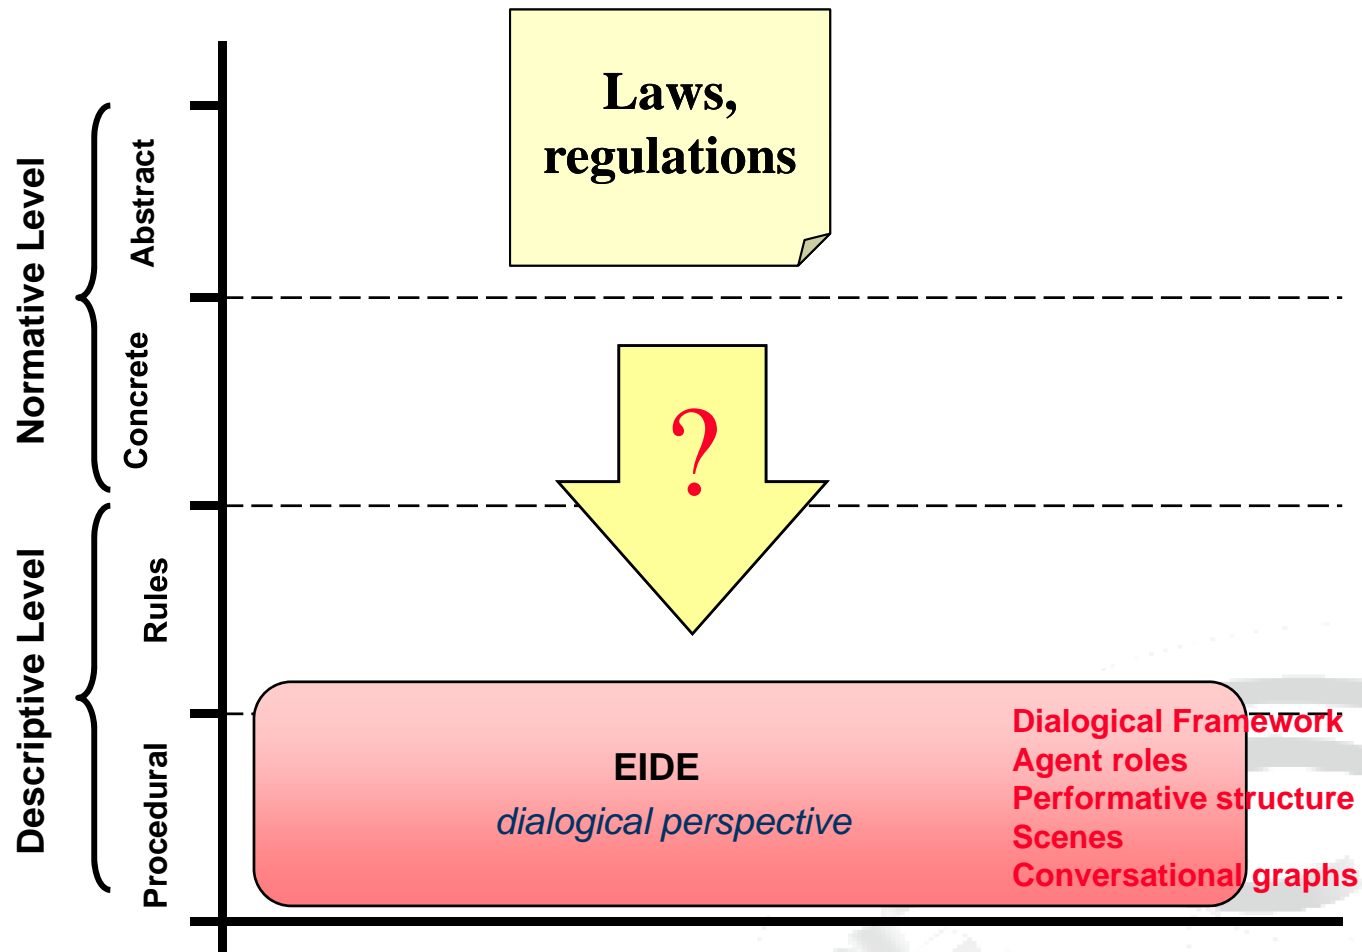 Laws,
regulations
Normative Level
Abstract
Concrete
?
Descriptive Level
Rules
Procedural
EIDE
dialogical perspective
Dialogical Framework
Agent roles
Performative structure
Scenes
Conversational graphs